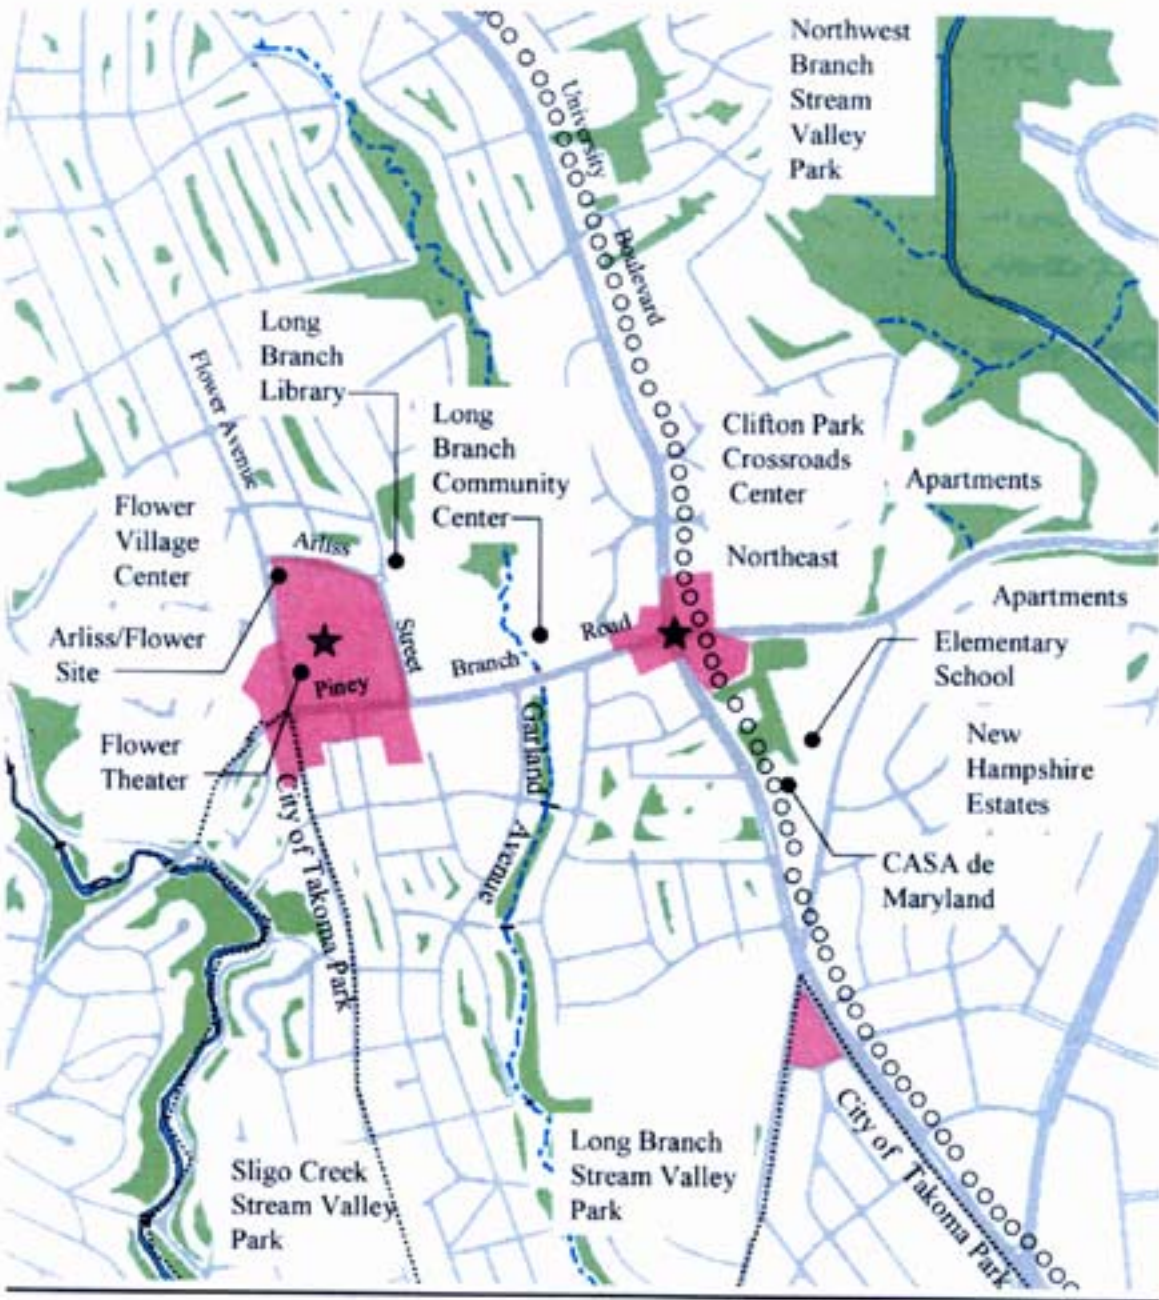 Northwest
Branch
Stream
Valley
Park
University
Boulevard
Long
Branch
Library
Flower Avenue
Long
Branch
Community
Center
Clifton Park
Crossroads
Center
Apartments
Flower
Village
Center
Arliss
Northeast
Apartments
Arliss/Flower
Site
Street
Branch
Road
Elementary
School
Piney
Flower
Theater
Garland
Avenue
New
Hampshire
Estates
City of Takoma Park
CASA de
Maryland
Sligo Creek
Stream Valley
Park
Long Branch
Stream Valley
Park
City of Takoma Park